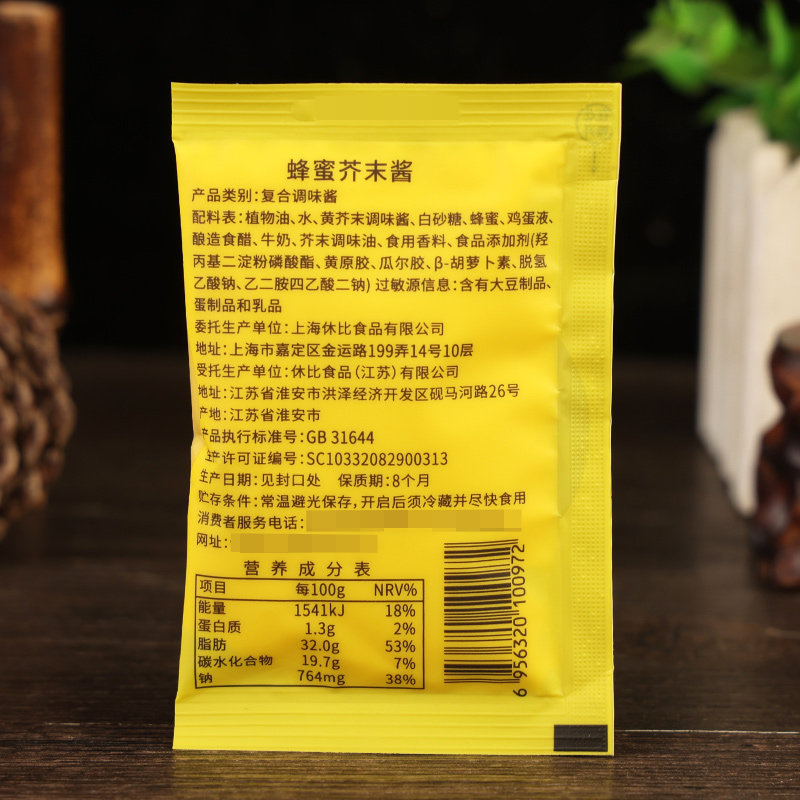 蜂蜜芥末酱
产品类别:复合调味酱
配料表:植物油、水、黄芥末调味酱、白砂糖、蜂蜜、鸡蛋液、
酿造食醋、牛奶、芥末调味油、食用香料、食品添加剂(羟
丙基二淀粉磷酸酯、黄原胶、瓜尔胶、β-胡萝卜素、脱氢
乙酸钠、乙二胺四乙酸二钠) 过敏源信息:含有大豆制品、
蛋制品和乳品
委托生产单位:上海休比食品有限公司
地址:上海市嘉定区金运路199弄14号10层
受托生产单位:休比食品(江苏)有限公司
地址:江苏省淮安市洪泽经济开发区砚马河路26号
产地:江苏省淮安市
产品执行标准号:GB 31644
生产许可证编号:SC10332082900313
生产日期:见封口处 保质期:8个月
贮存条件:常温避光保存,开启后须冷藏并尽快食用
消费者服务电话:
网址:
营养成分表
项目 每100g NRV%
能量 1541kJ 18%
蛋白质 1.3g 2%
脂肪 32.0g 53%
碳水化合物 19.7g 7%
钠 764mg 38%
6 956320 100972